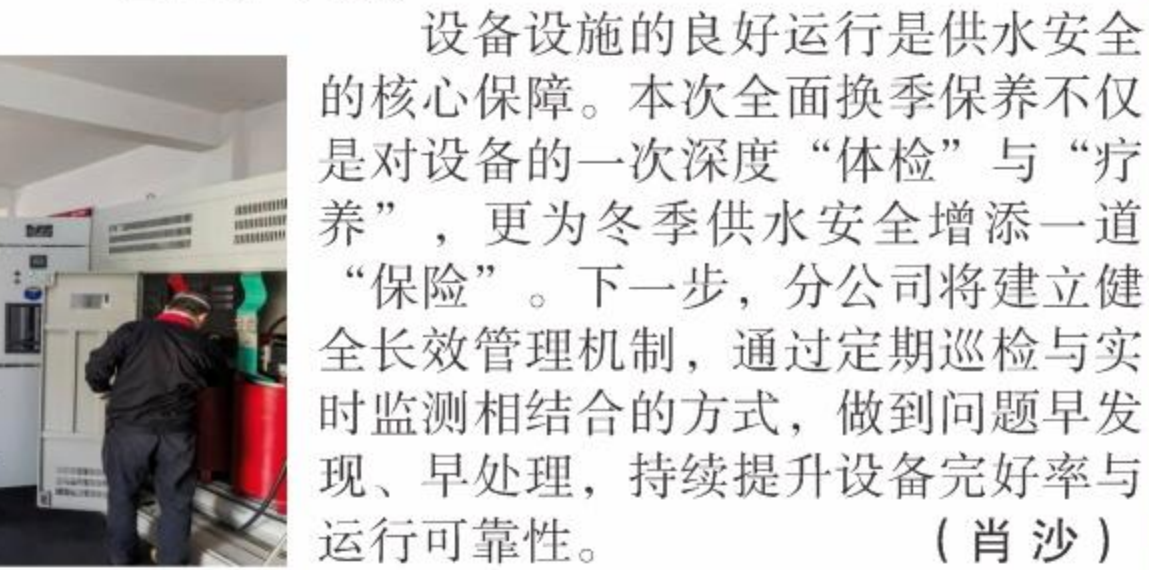 设备设施的良好运行是供水安全
的核心保障。本次全面换季保养不仅
是对设备的一次深度“体检”与“疗
养”，更为冬季供水安全增添一道
“保险”。下一步，分公司将建立健
全长效管理机制，通过定期巡检与实
时监测相结合的方式，做到问题早发
现、早处理，持续提升设备完好率与
运行可靠性。 （肖沙）